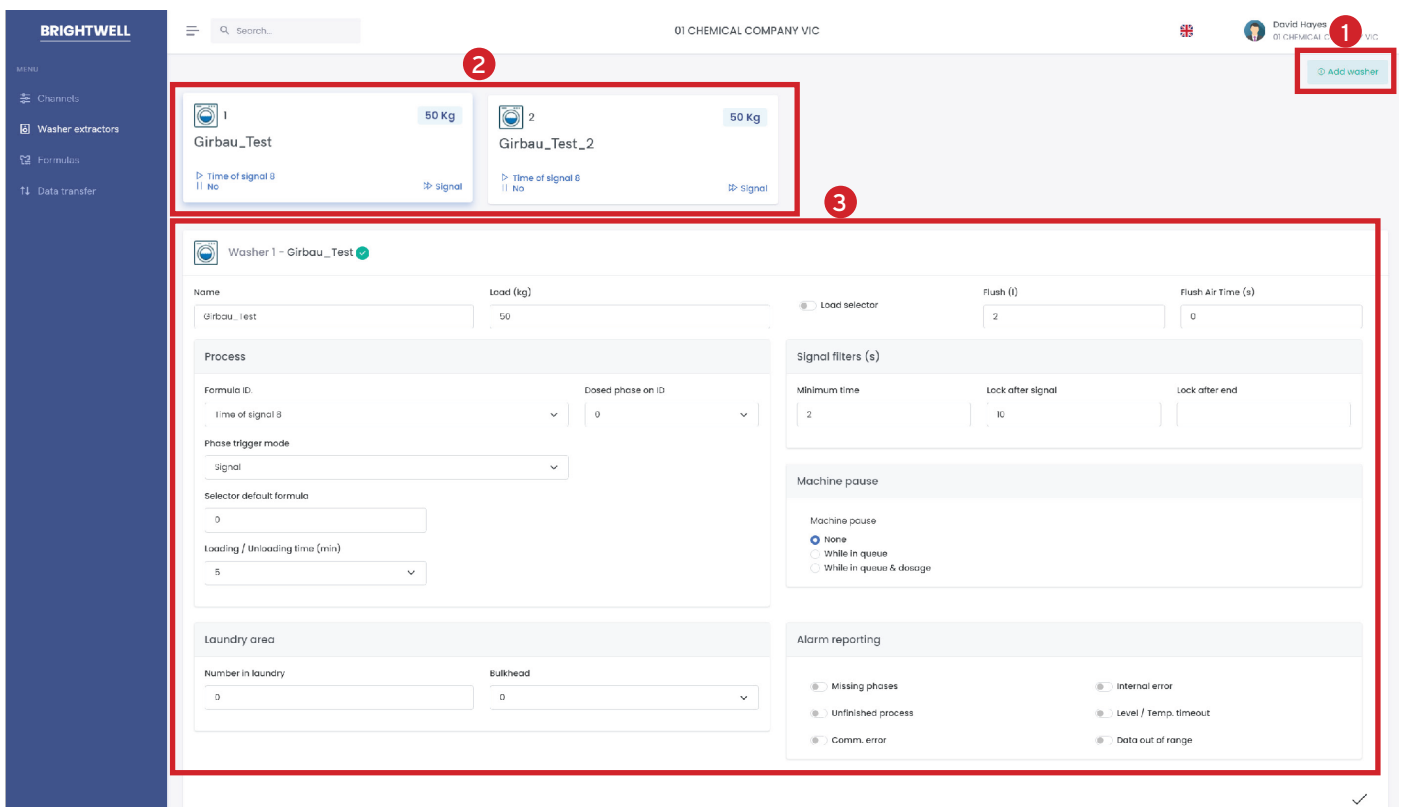 BRIGHTWELL
Search...
01 CHEMICAL COMPANY VIC
David Hayes
01 CHEMICAL C VIC
1
MENU
Add washer
2
Channels
Washer extractors
Formulas
Data transfer
1 50 Kg
Girbau_Test
Time of signal 8
No
Signal
2 50 Kg
Girbau_Test_2
Time of signal 8
No
Signal
3
Washer 1 - Girbau_Test
Name
Girbau_Test
Load (kg)
50
Load selector
Flush (l)
2
Flush Air Time (s)
0
Process
Formula ID.
Time of signal 8
Dosed phase on ID
0
Phase trigger mode
Signal
Selector default formula
0
Loading / Unloading time (min)
5
Signal filters (s)
Minimum time
2
Lock after signal
10
Lock after end
Machine pause
Machine pause
None
While in queue
While in queue & dosage
Laundry area
Number in laundry
0
Bulkhead
0
Alarm reporting
Missing phases
Internal error
Unfinished process
Level / Temp. timeout
Comm. error
Data out of range